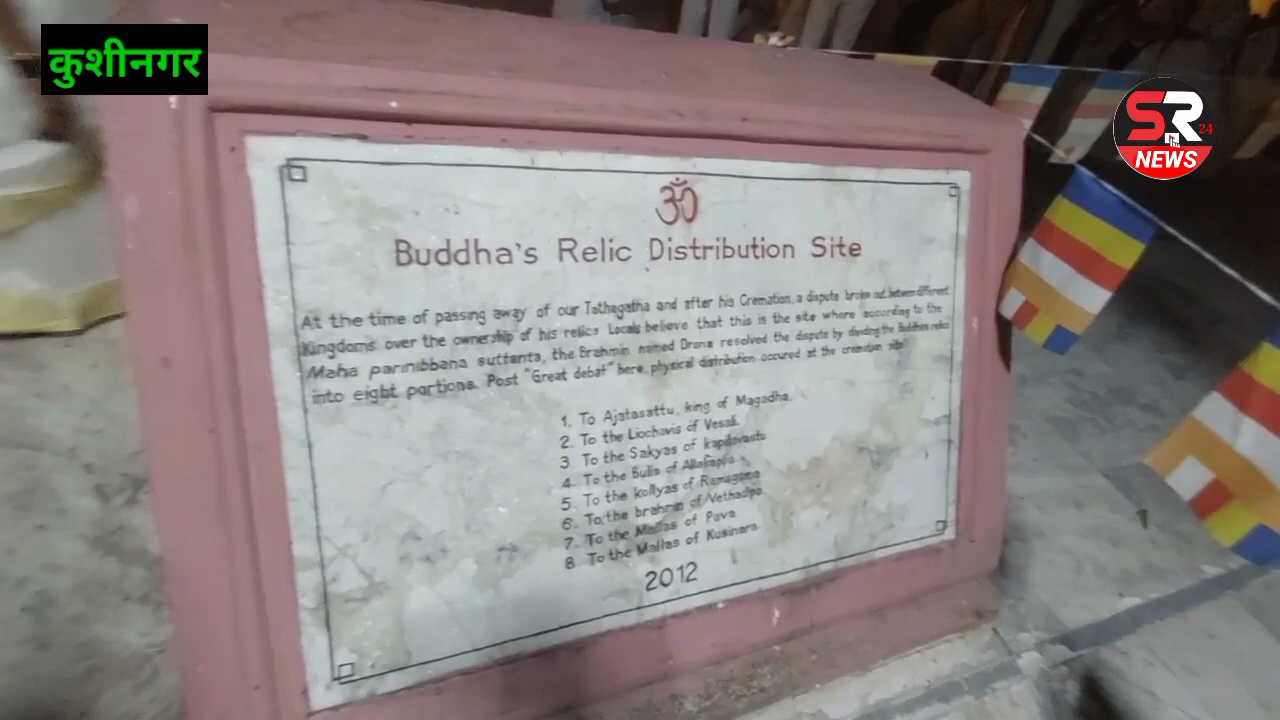 कुशीनगर
SR
24
NEWS
ॐ
Buddha's Relic Distribution Site
At the time of passing away of our Tathagatha and after his Cremation, a dispute broke out between different
Kingdoms over the ownership of his relics Locals believe that this is the site where according to the
Maha parinibbana suttanta, the Brahmin named Drona resolved the dispute by dividing the Buddhas relics
into eight portions. Post "Great debat" here, physical distribution occured at the cremation site
1. To Ajatasattu, king of Magadha.
2. To the Liochavis of Vesali.
3. To the Sakyas of kapilavastu
4. To the Bulis of Allakappa
5. To the kollyas of Ramagama
6. To the brahmin of Vethadipa
7. To the Mallas of Pava
8 To the Mallas of Kusinara
2012